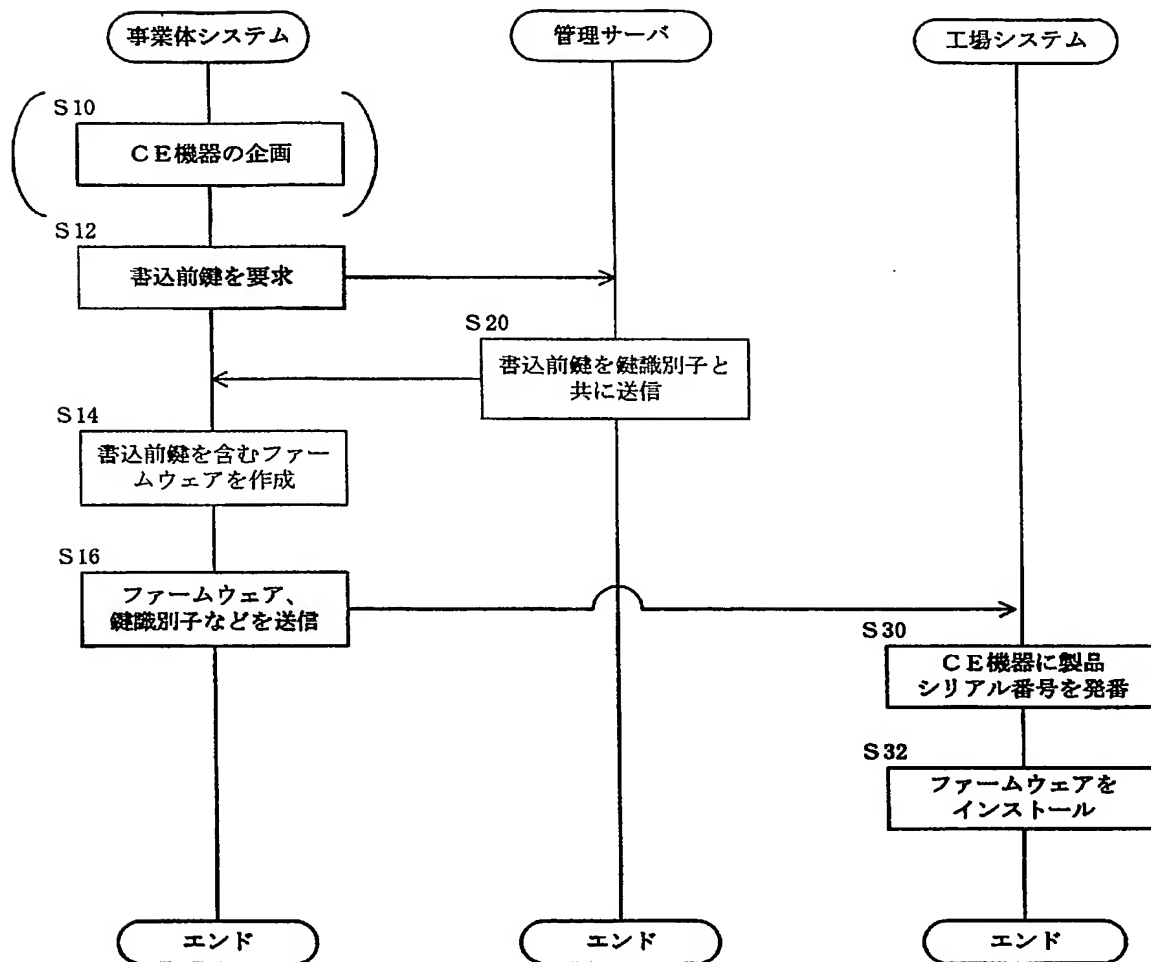 事業体システム
管理サーバ
工場システム
S10
CE機器の企画
S12
書込前鍵を要求
S20
書込前鍵を鍵識別子と
共に送信
S14
書込前鍵を含むファー
ムウェアを作成
S16
ファームウェア、
鍵識別子などを送信
S30
CE機器に製品
シリアル番号を発番
S32
ファームウェアを
インストール
エンド
エンド
エンド